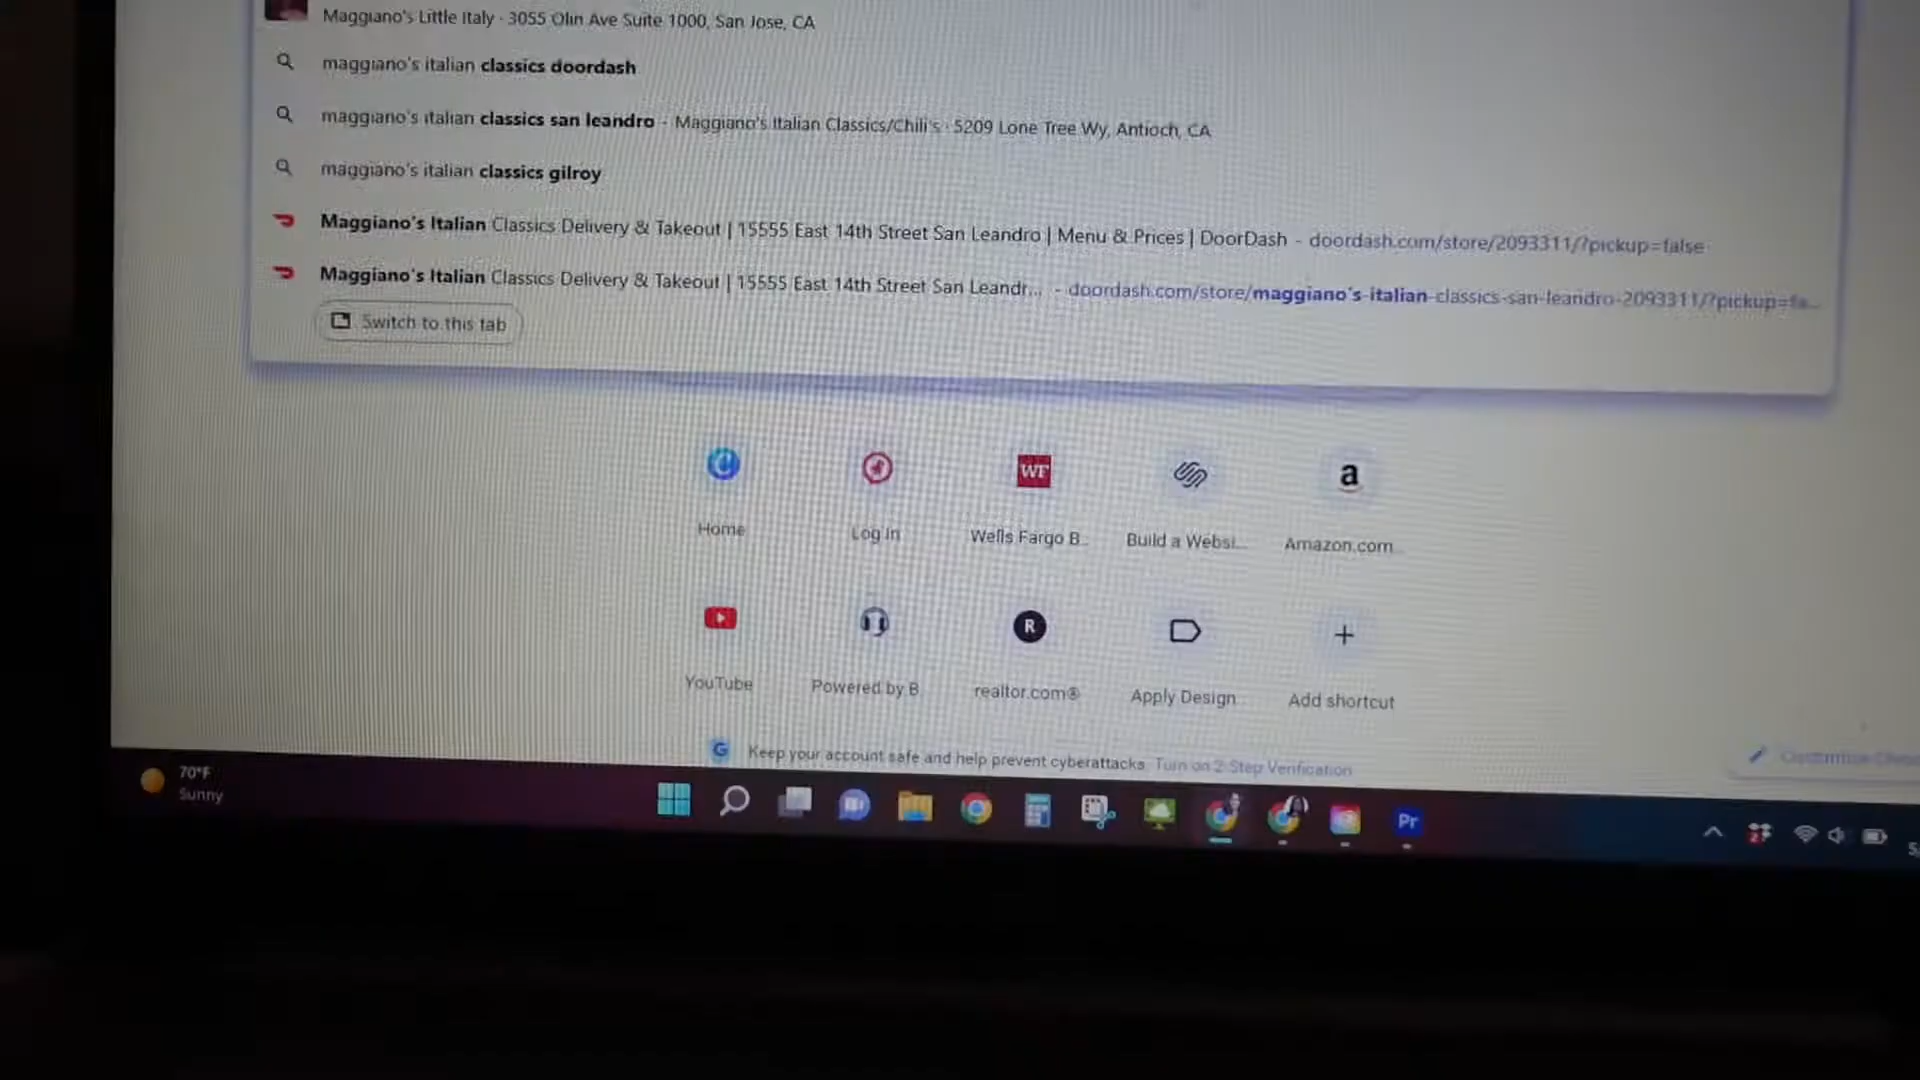 Maggiano's Little Italy · 3055 Olin Ave Suite 1000, San Jose, CA
maggiano's italian classics doordash
maggiano's italian classics san leandro - Maggiano's Italian Classics/Chili's · 5209 Lone Tree Wy, Antioch, CA
maggiano's italian classics gilroy
Maggiano's Italian Classics Delivery & Takeout | 15555 East 14th Street San Leandro | Menu & Prices | DoorDash - doordash.com/store/2093311/?pickup=false
Maggiano's Italian Classics Delivery & Takeout | 15555 East 14th Street San Leandr... - doordash.com/store/maggiano's-italian-classics-san-leandro-2093311/?pickup=fa...
Switch to this tab
WF
a
Home
Log In
Wells Fargo B...
Build a Websi...
Amazon.com...
R
YouTube
Powered by B
realtor.com®
Apply Design
Add shortcut
G Keep your account safe and help prevent cyberattacks. Turn on 2-Step Verification
70°F
Sunny
Pr